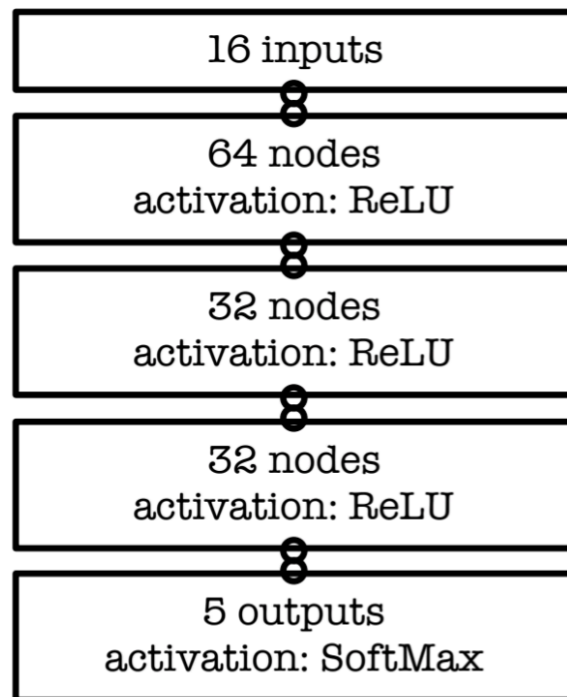 16 inputs
64 nodes
activation: ReLU
32 nodes
activation: ReLU
32 nodes
activation: ReLU
5 outputs
activation: SoftMax